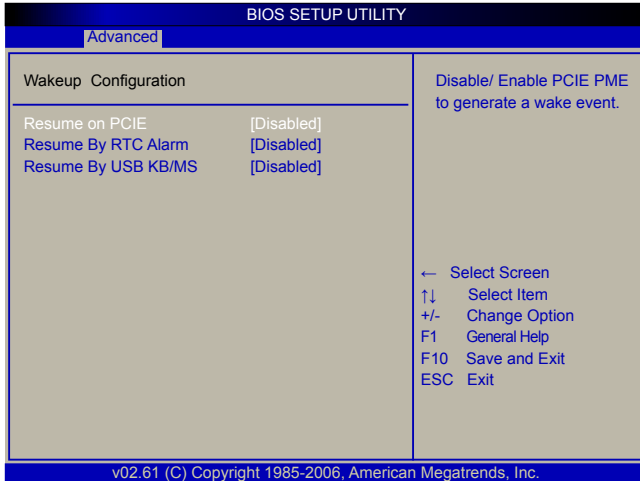 BIOS SETUP UTILITY
Advanced
Wakeup Configuration
Resume on PCIE [Disabled]
Resume By RTC Alarm [Disabled]
Resume By USB KB/MS [Disabled]
Disable/ Enable PCIE PME
to generate a wake event.
← Select Screen
↑↓ Select Item
+/- Change Option
F1 General Help
F10 Save and Exit
ESC Exit
v02.61 (C) Copyright 1985-2006, American Megatrends, Inc.